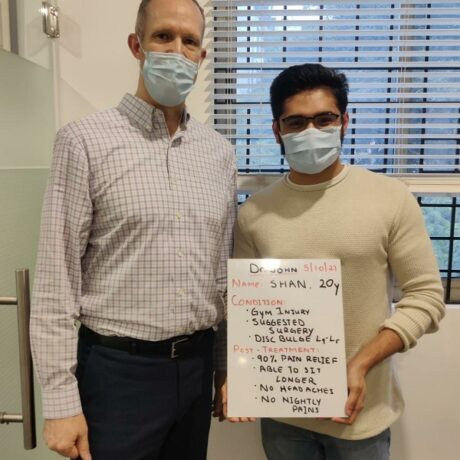 DR. JOHN 5/10/21
NAME: SHAN, 20y
CONDITION:
• GYM INJURY
• SUGGESTED
SURGERY
• DISC BULGE L4-L5
POST-TREATMENT:
• 90% PAIN RELIEF
• ABLE TO SIT
LONGER
• NO HEADACHES
• NO NIGHTLY
PAINS